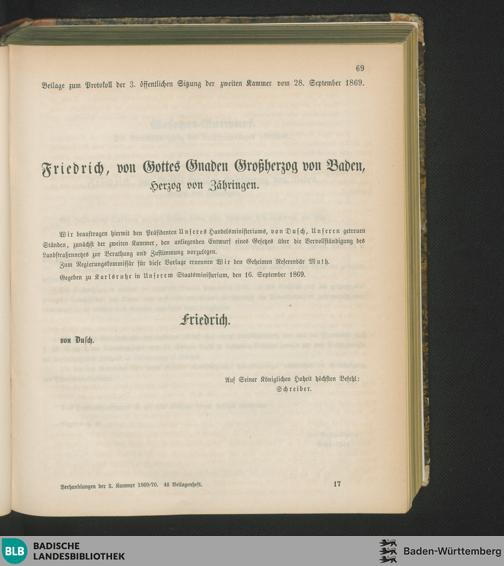 69
Beilage zum Protokoll der 3. öffentlichen Sitzung der zweiten Kammer vom 28. September 1869.
Friedrich, von Gottes Gnaden Großherzog von Baden,
Herzog von Zähringen.
Wir beauftragen hiermit den Präsidenten Unseres Handelsministeriums, von Dusch, Unseren getreuen
Ständen, zunächst der zweiten Kammer, den anliegenden Entwurf eines Gesetzes über die Vervollständigung des
Landstraßennetzes zur Berathung und Zustimmung vorzulegen.
Zum Regierungskommissär für diese Vorlage ernennen Wir den Geheimen Referendär Muth.
Gegeben zu Karlsruhe in Unserem Staatsministerium, den 16. September 1869.
Friedrich.
von Dusch.
Auf Seiner Königlichen Hoheit höchsten Befehl:
Schreiber.
Verhandlungen der 2. Kammer 1869/70. 4s Beilagenheft.
17
BLB BADISCHE
LANDESBIBLIOTHEK
Baden-Württemberg